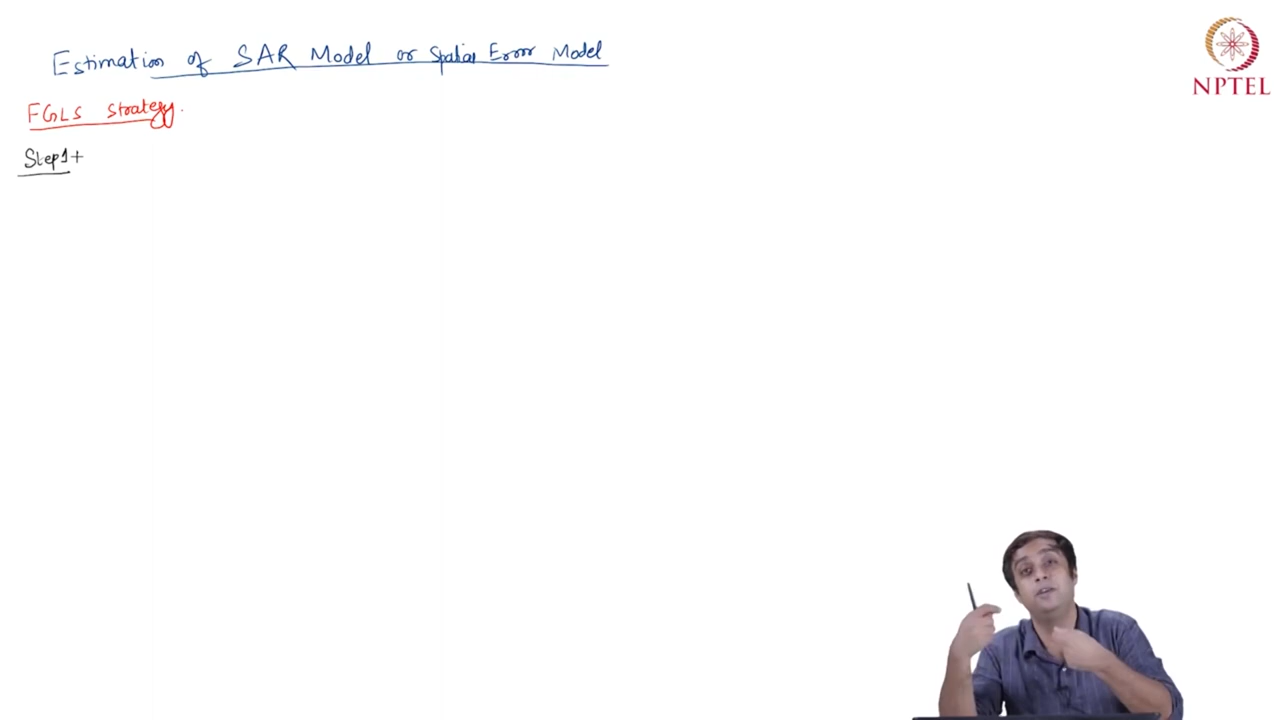 Estimation of SAR Model or Spatial Error Model
FGLS Strategy.
Step1+
NPTEL